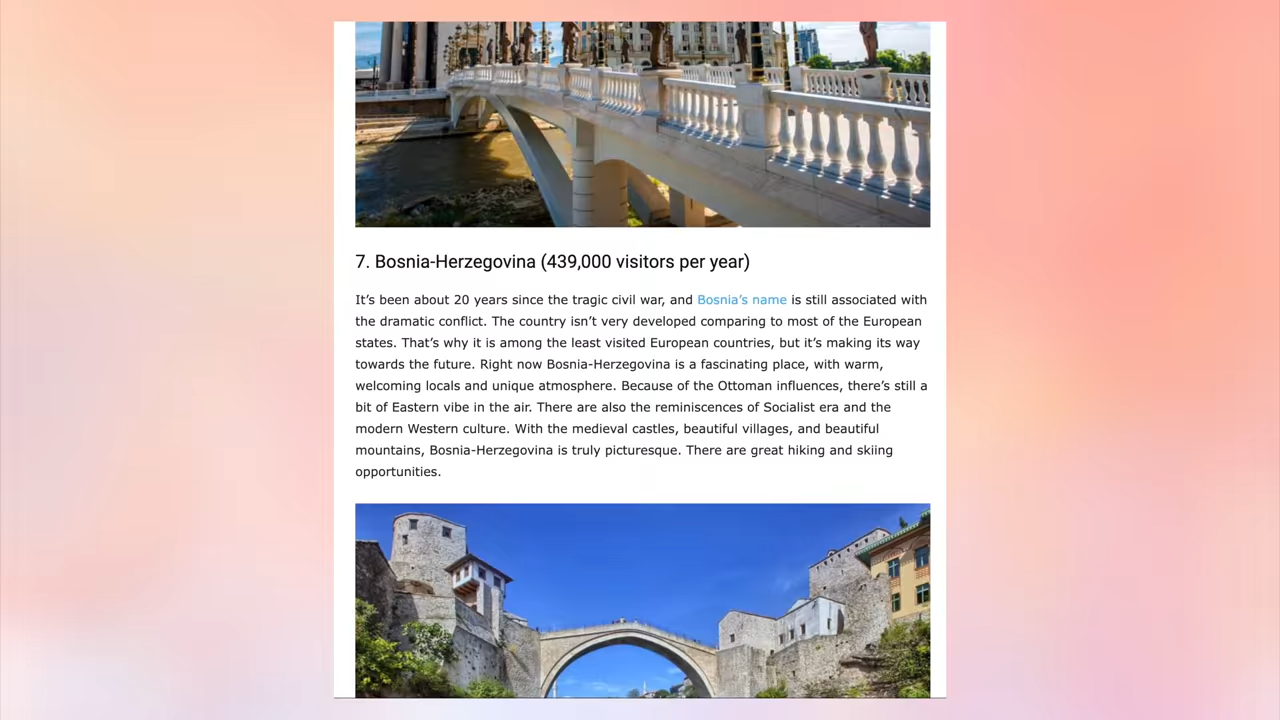 7. Bosnia-Herzegovina (439,000 visitors per year)
It’s been about 20 years since the tragic civil war, and Bosnia’s name is still associated with
the dramatic conflict. The country isn’t very developed comparing to most of the European
states. That’s why it is among the least visited European countries, but it’s making its way
towards the future. Right now Bosnia-Herzegovina is a fascinating place, with warm,
welcoming locals and unique atmosphere. Because of the Ottoman influences, there’s still a
bit of Eastern vibe in the air. There are also the reminiscences of Socialist era and the
modern Western culture. With the medieval castles, beautiful villages, and beautiful
mountains, Bosnia-Herzegovina is truly picturesque. There are great hiking and skiing
opportunities.